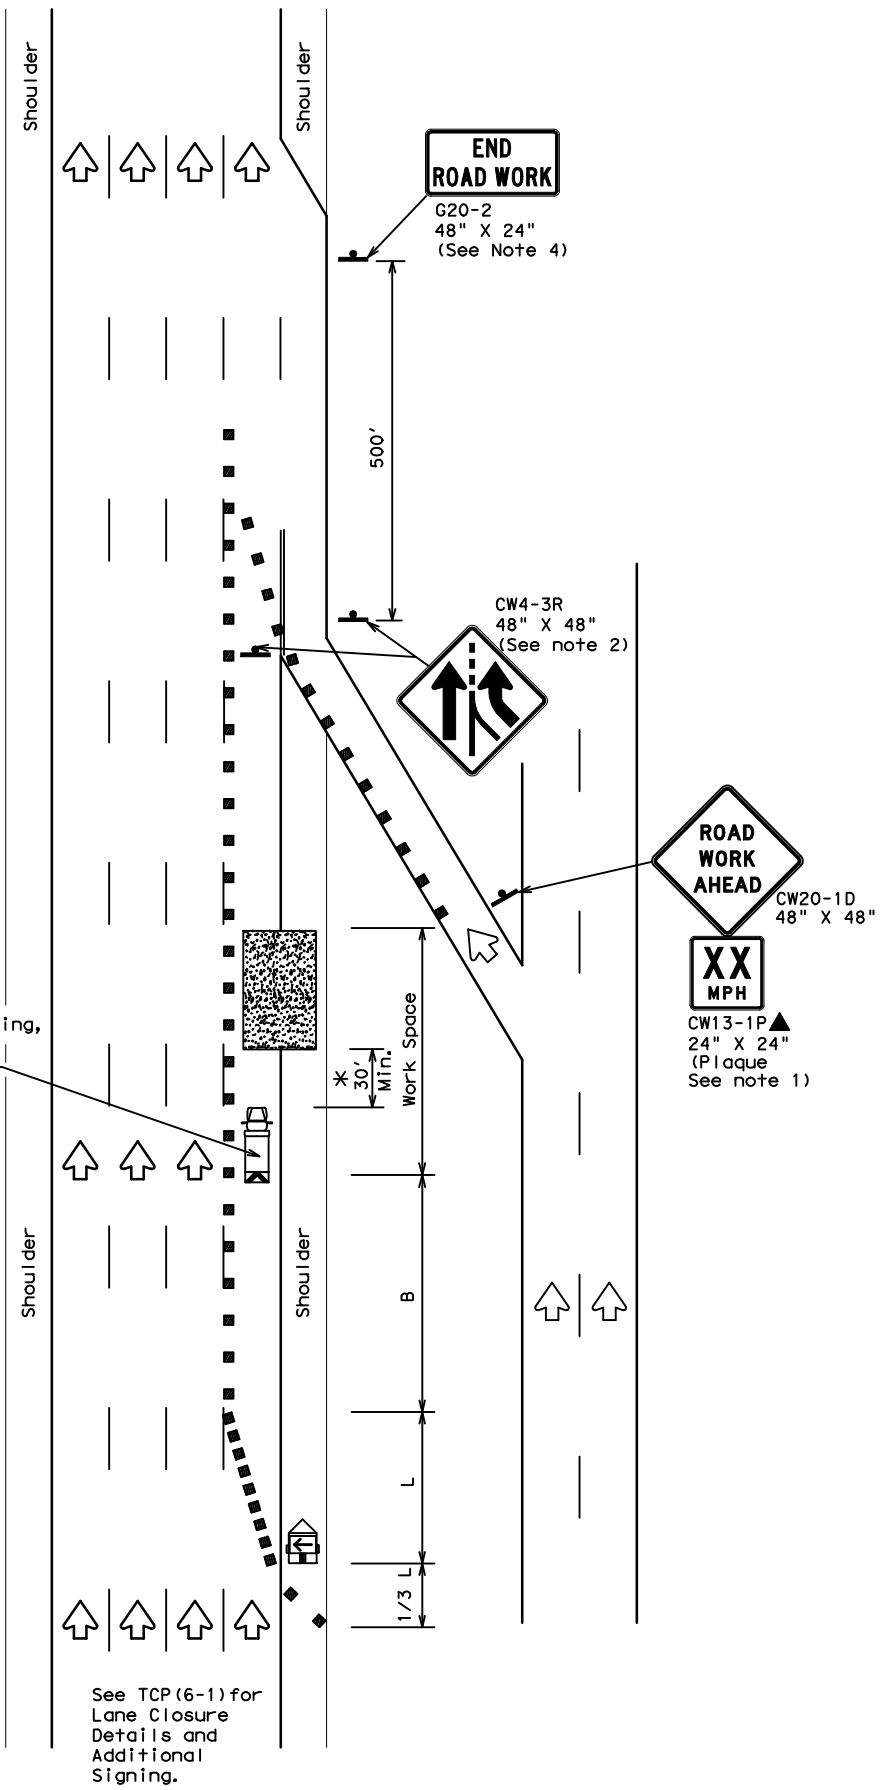 Shoulder
Shoulder
END
ROAD WORK
G20-2
48" X 24"
(See Note 4)
500'
CW4-3R
48" X 48"
(See note 2)
ROAD
WORK
AHEAD
CW20-1D
48" X 48"
XX
MPH
CW13-1P
24" X 24"
(Plaque
See note 1)
ing,
*
30'
Min.
Work Space
Shoulder
Shoulder
B
L
1/3 L
See TCP(6-1)for
Lane Closure
Details and
Additional
Signing.